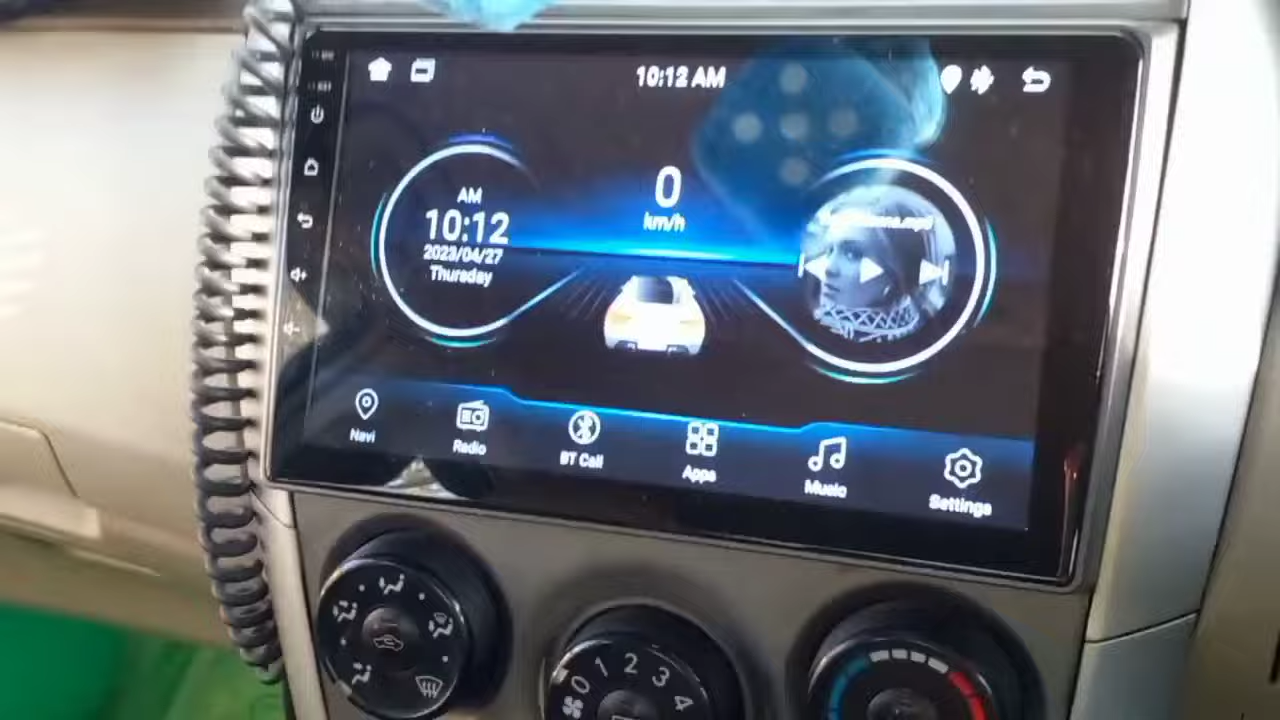 10:12 AM
AM
10:12
2023/04/27
Thursday
0
km/h
Navi
Radio
BT Call
Apps
Music
Settings
0 1 2 3 4